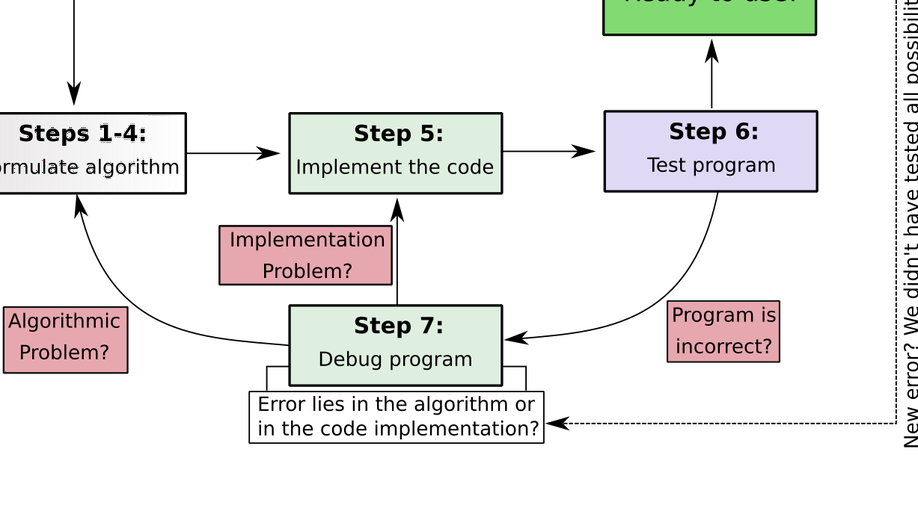 Ready to use!
Steps 1-4:
ormulate algorithm
Step 5:
Implement the code
Step 6:
Test program
Implementation
Problem?
Algorithmic
Problem?
Step 7:
Debug program
Program is
incorrect?
Error lies in the algorithm or
in the code implementation?
New error? We didn't have tested all possibilit